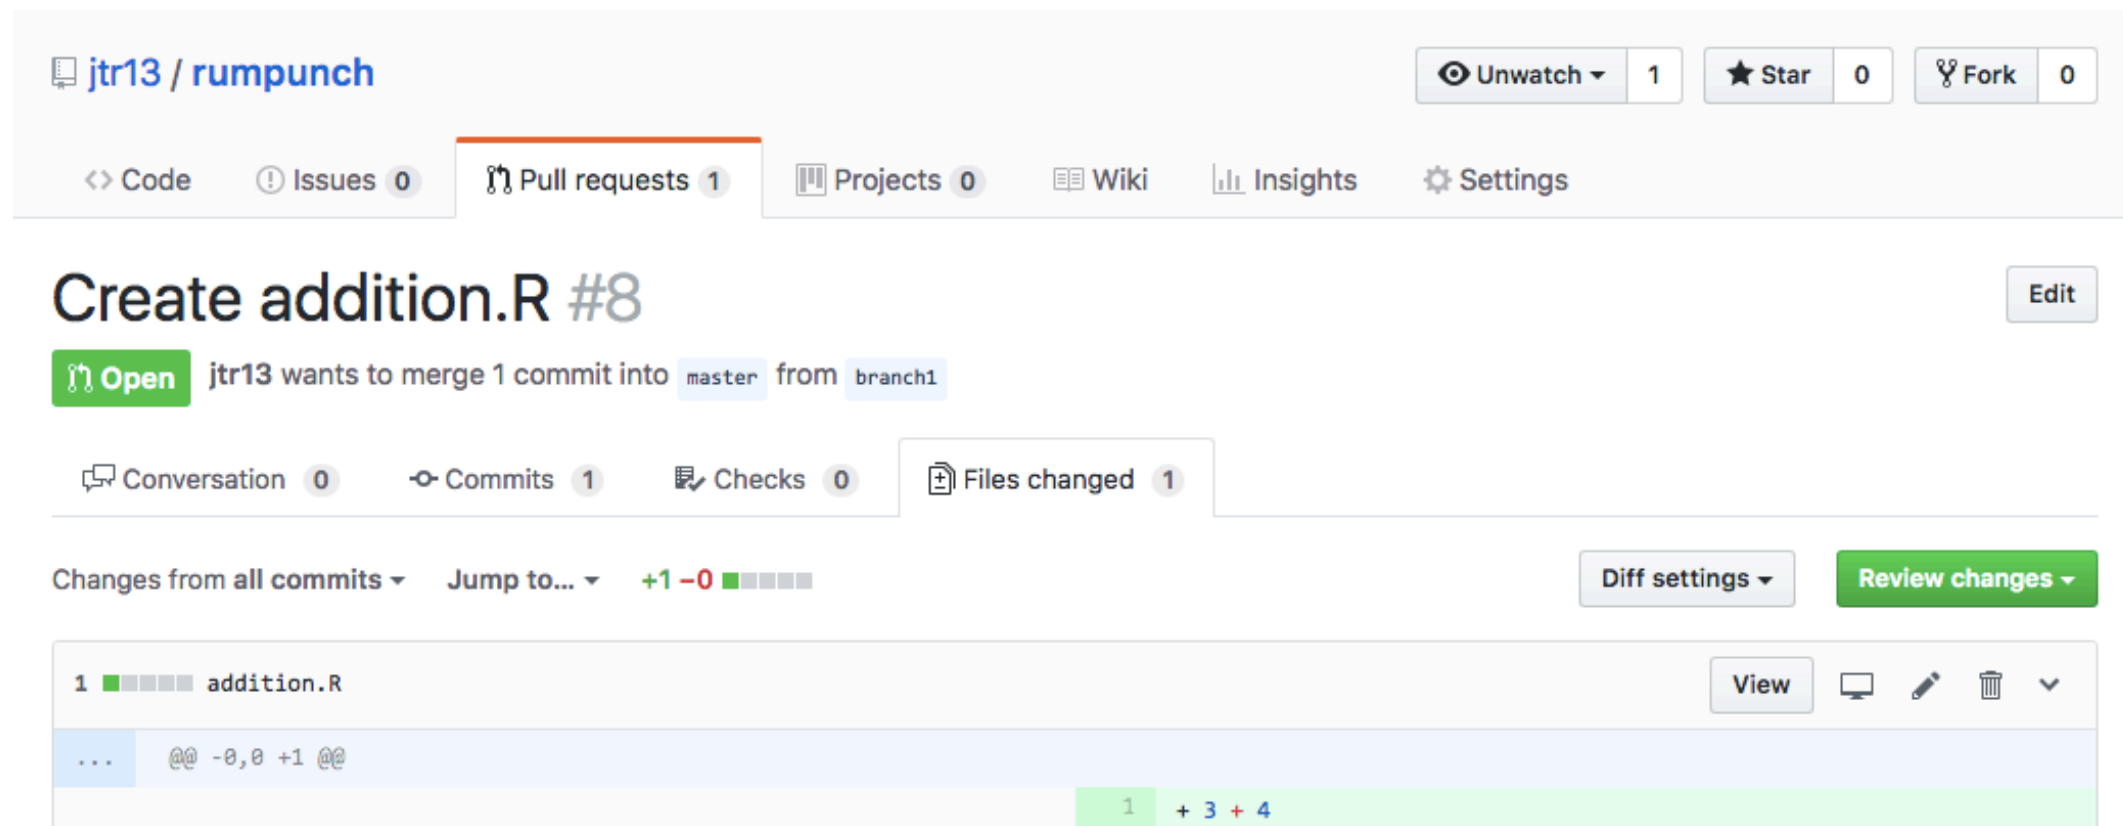 jtr13 / rumpunch
Unwatch 1 Star 0 Fork 0
Code Issues 0 Pull requests 1 Projects 0 Wiki Insights Settings
Create addition.R #8
Edit
Open jtr13 wants to merge 1 commit into master from branch1
Conversation 0 Commits 1 Checks 0 Files changed 1
Changes from all commits Jump to... +1 −0 Diff settings Review changes
1 addition.R View
... @@ -0,0 +1 @@
1 + 3 + 4